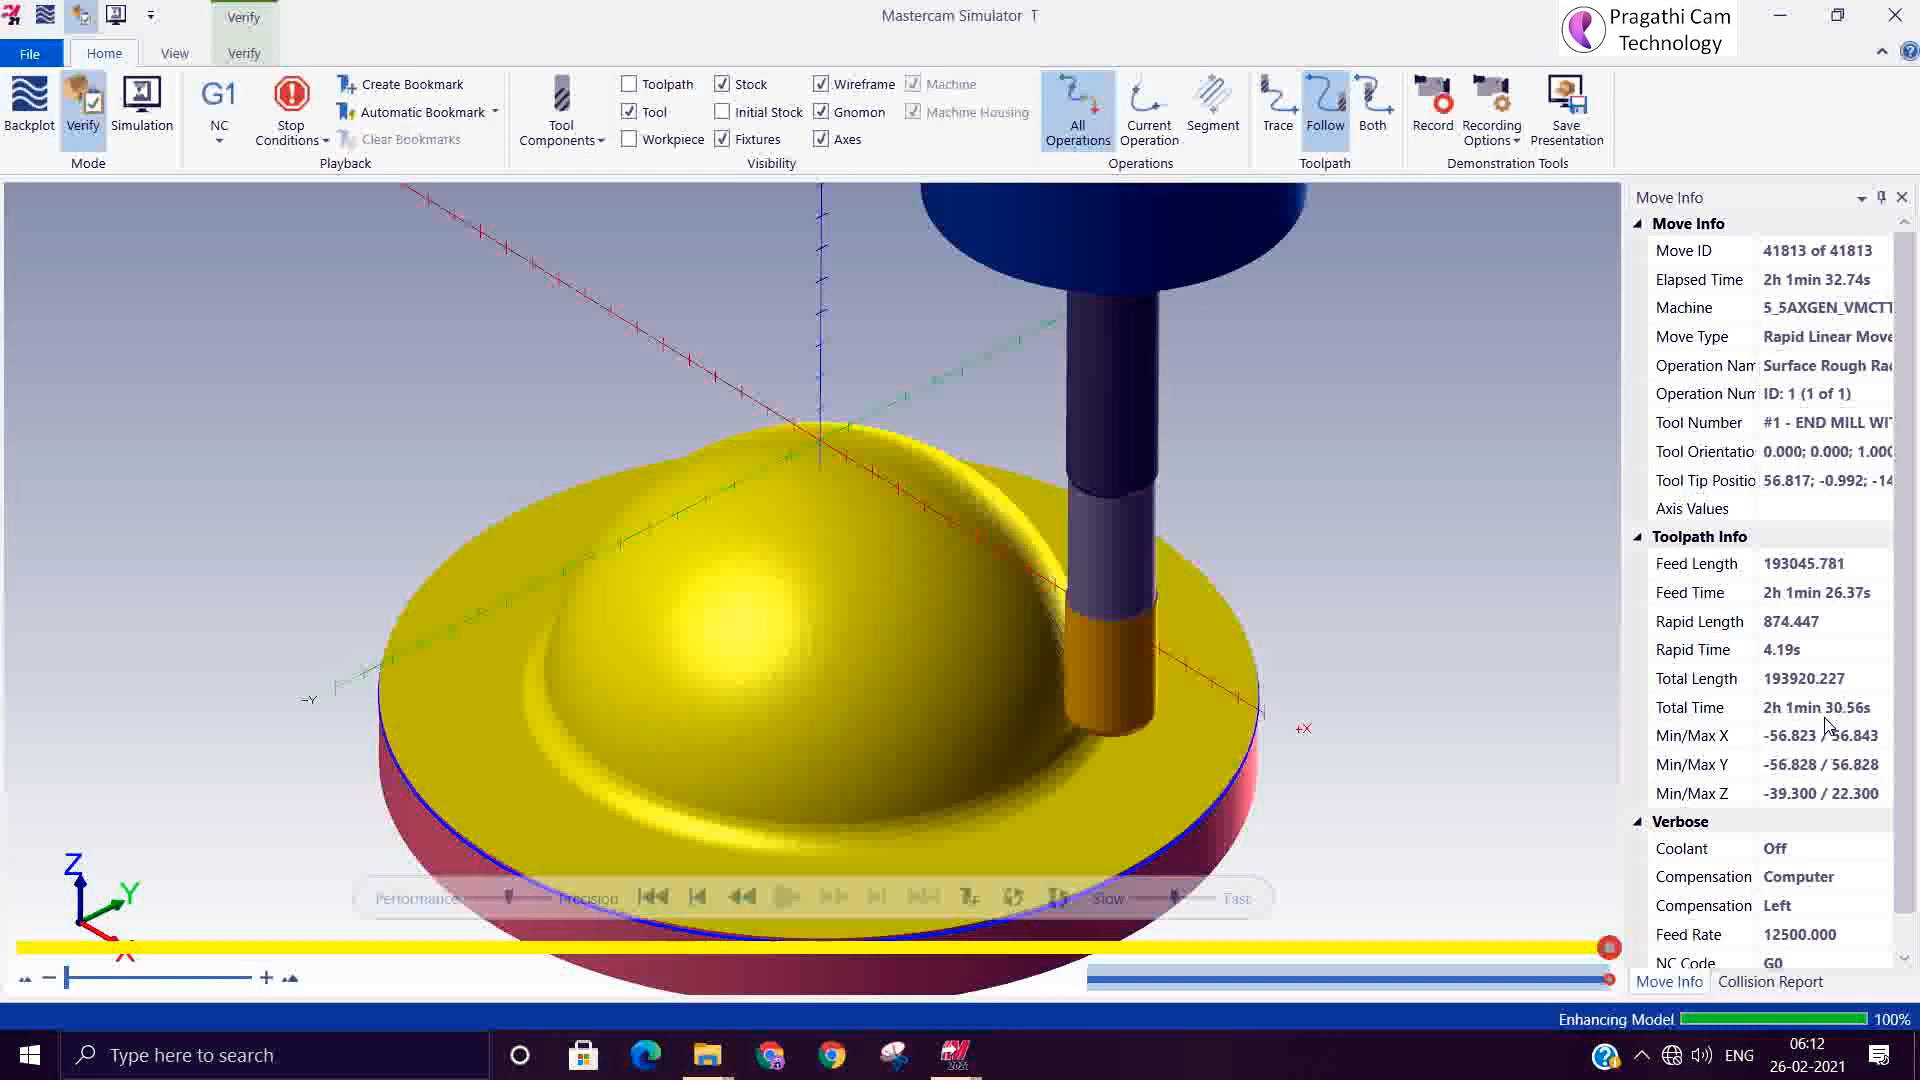 Verify
Mastercam Simulator T
Pragathi Cam
Technology
File
Home
View
Verify
Backplot
Verify
Simulation
Mode
G1
NC
Stop
Conditions
Create Bookmark
Automatic Bookmark
Clear Bookmarks
Playback
Tool
Components
Toolpath
Tool
Workpiece
Stock
Initial Stock
Fixtures
Wireframe
Gnomon
Axes
Machine
Machine Housing
Visibility
All
Operations
Current
Operation
Segment
Operations
Trace
Follow
Both
Toolpath
Record
Recording
Options
Save
Presentation
Demonstration Tools
Move Info
Move Info
Move ID 41813 of 41813
Elapsed Time 2h 1min 32.74s
Machine 5_5AXGEN_VMCTT
Move Type Rapid Linear Move
Operation Nam Surface Rough Ra
Operation Num ID: 1 (1 of 1)
Tool Number #1 - END MILL WI
Tool Orientatio 0.000; 0.000; 1.000
Tool Tip Positio 56.817; -0.992; -14
Axis Values
Toolpath Info
Feed Length 193045.781
Feed Time 2h 1min 26.37s
Rapid Length 874.447
Rapid Time 4.19s
Total Length 193920.227
Total Time 2h 1min 30.56s
Min/Max X -56.823 / 56.843
Min/Max Y -56.828 / 56.828
Min/Max Z -39.300 / 22.300
Verbose
Coolant Off
Compensation Computer
Compensation Left
Feed Rate 12500.000
NC Code G0
Move Info Collision Report
-Y
+X
Z
Y
X
Performance
Precision
Slow
Fast
Enhancing Model 100%
Type here to search
2021
ENG
06:12
26-02-2021